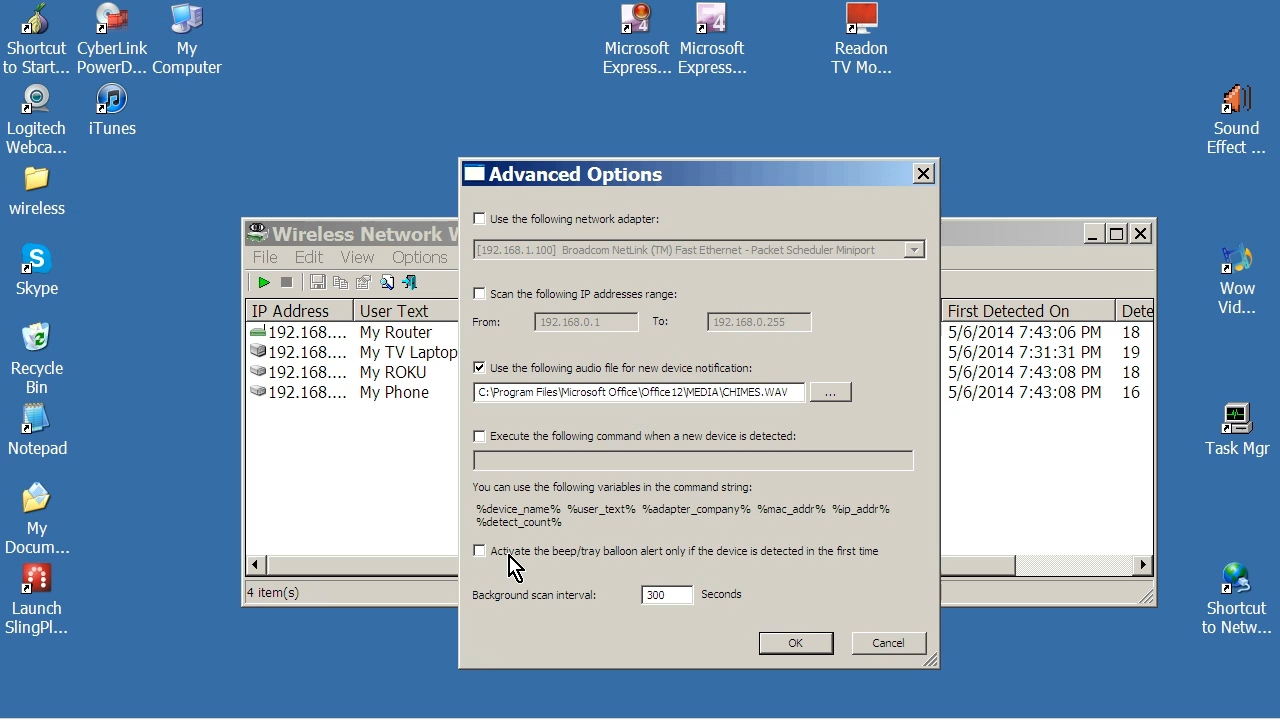 Shortcut
to Start...
CyberLink
PowerD...
My
Computer
Microsoft
Express...
Microsoft
Express...
Readon
TV Mo...
Logitech
Webca...
iTunes
Sound
Effect ...
wireless
Skype
Wow
Vid...
Recycle
Bin
Notepad
Task Mgr
My
Docum...
Launch
SlingPl...
Shortcut
to Netw...
Wireless Network W
File Edit View Options
IP Address User Text First Detected On Dete
192.168.... My Router 5/6/2014 7:43:06 PM 18
192.168.... My TV Laptop 5/6/2014 7:31:31 PM 19
192.168.... My ROKU 5/6/2014 7:43:08 PM 18
192.168.... My Phone 5/6/2014 7:43:08 PM 16
4 item(s)
Advanced Options
Use the following network adapter:
[192.168.1.100] Broadcom NetLink (TM) Fast Ethernet - Packet Scheduler Miniport
Scan the following IP addresses range:
From: 192.168.0.1 To: 192.168.0.255
Use the following audio file for new device notification:
C:\Program Files\Microsoft Office\Office12\MEDIA\CHIMES.WAV ...
Execute the following command when a new device is detected:
You can use the following variables in the command string:
%device_name% %user_text% %adapter_company% %mac_addr% %ip_addr%
%detect_count%
Activate the beep/tray balloon alert only if the device is detected in the first time
Background scan interval: 300 Seconds
OK Cancel